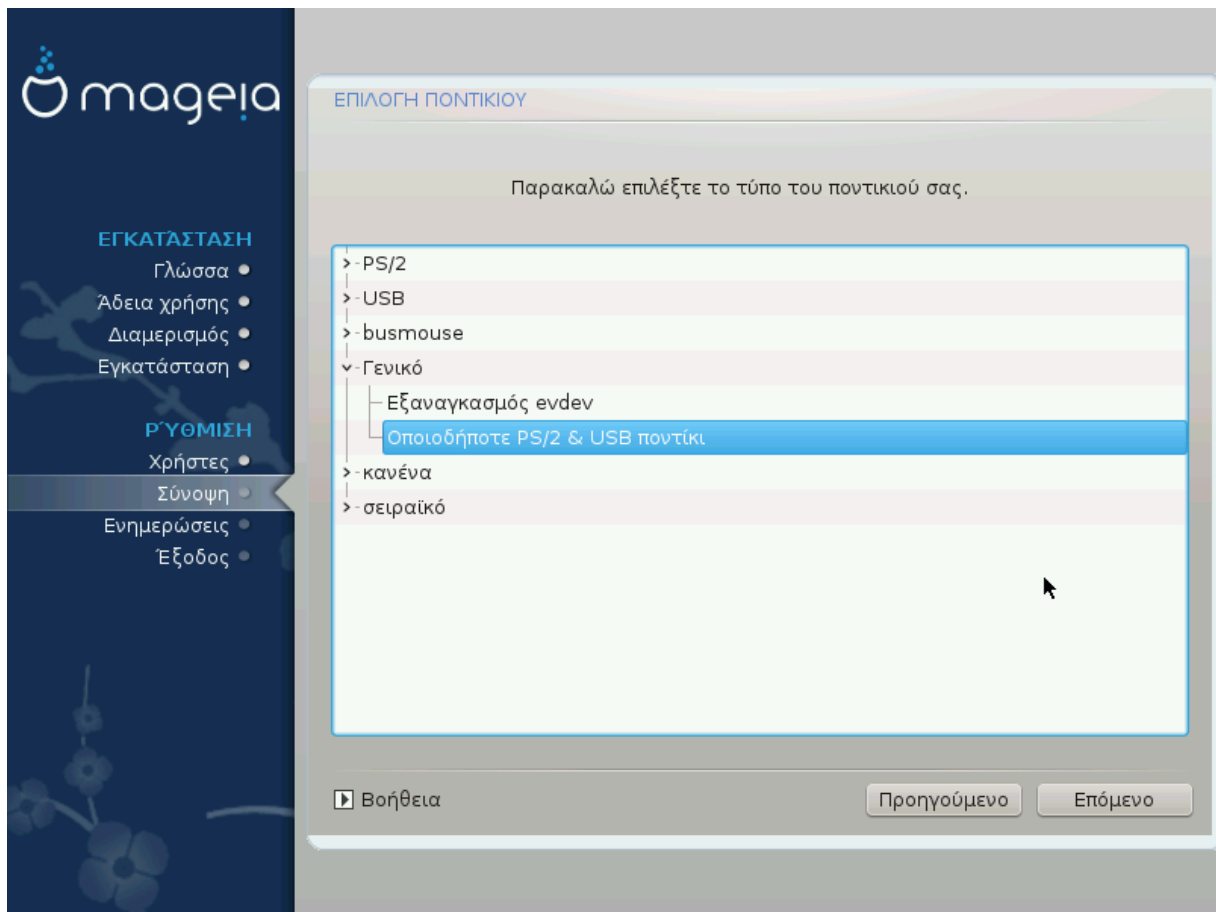 mageia
ΕΓΚΑΤΆΣΤΑΣΗ
Γλώσσα
Άδεια χρήσης
Διαμερισμός
Εγκατάσταση
ΡΎΘΜΙΣΗ
Χρήστες
Σύνοψη
Ενημερώσεις
Έξοδος
ΕΠΙΛΟΓΗ ΠΟΝΤΙΚΙΟΥ
Παρακαλώ επιλέξτε το τύπο του ποντικιού σας.
PS/2
USB
busmouse
Γενικό
Εξαναγκασμός evdev
Οποιοδήποτε PS/2 & USB ποντίκι
κανένα
σειραϊκό
Βοήθεια
Προηγούμενο
Επόμενο